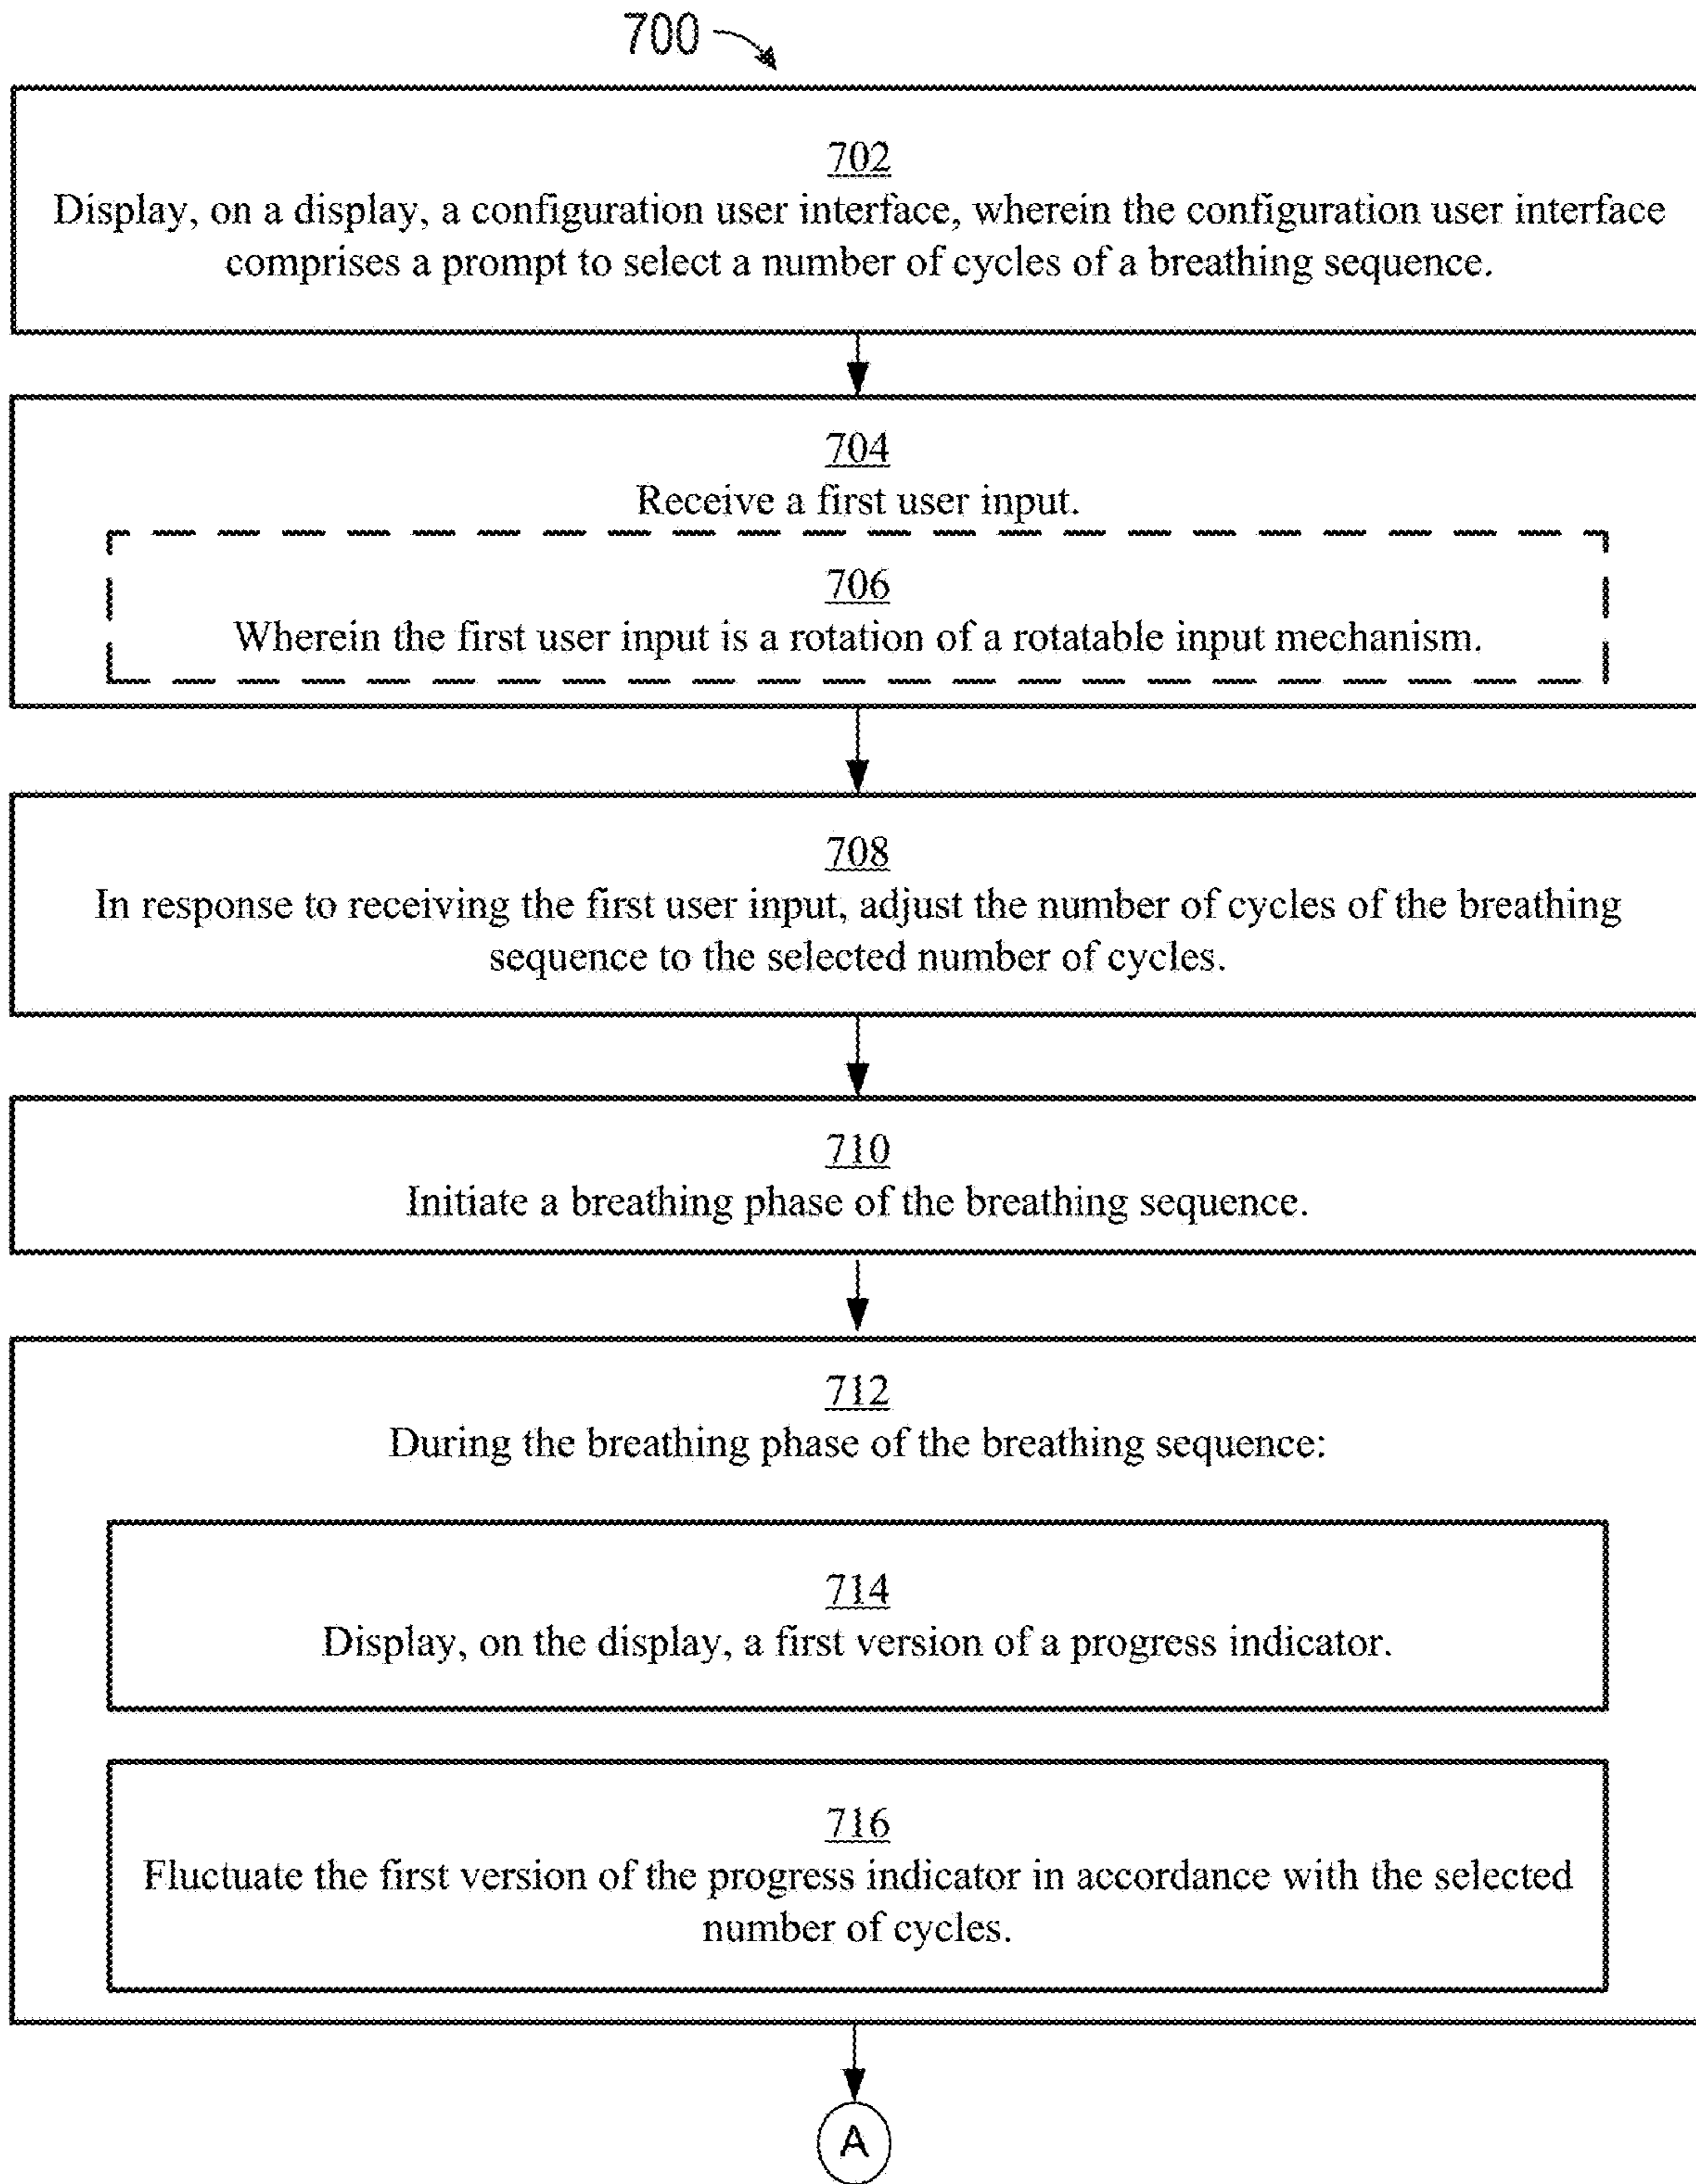 700
702
Display, on a display, a configuration user interface, wherein the configuration user interface
comprises a prompt to select a number of cycles of a breathing sequence.
704
Receive a first user input.
706
Wherein the first user input is a rotation of a rotatable input mechanism.
708
In response to receiving the first user input, adjust the number of cycles of the breathing
sequence to the selected number of cycles.
710
Initiate a breathing phase of the breathing sequence.
712
During the breathing phase of the breathing sequence:
714
Display, on the display, a first version of a progress indicator.
716
Fluctuate the first version of the progress indicator in accordance with the selected
number of cycles.
A